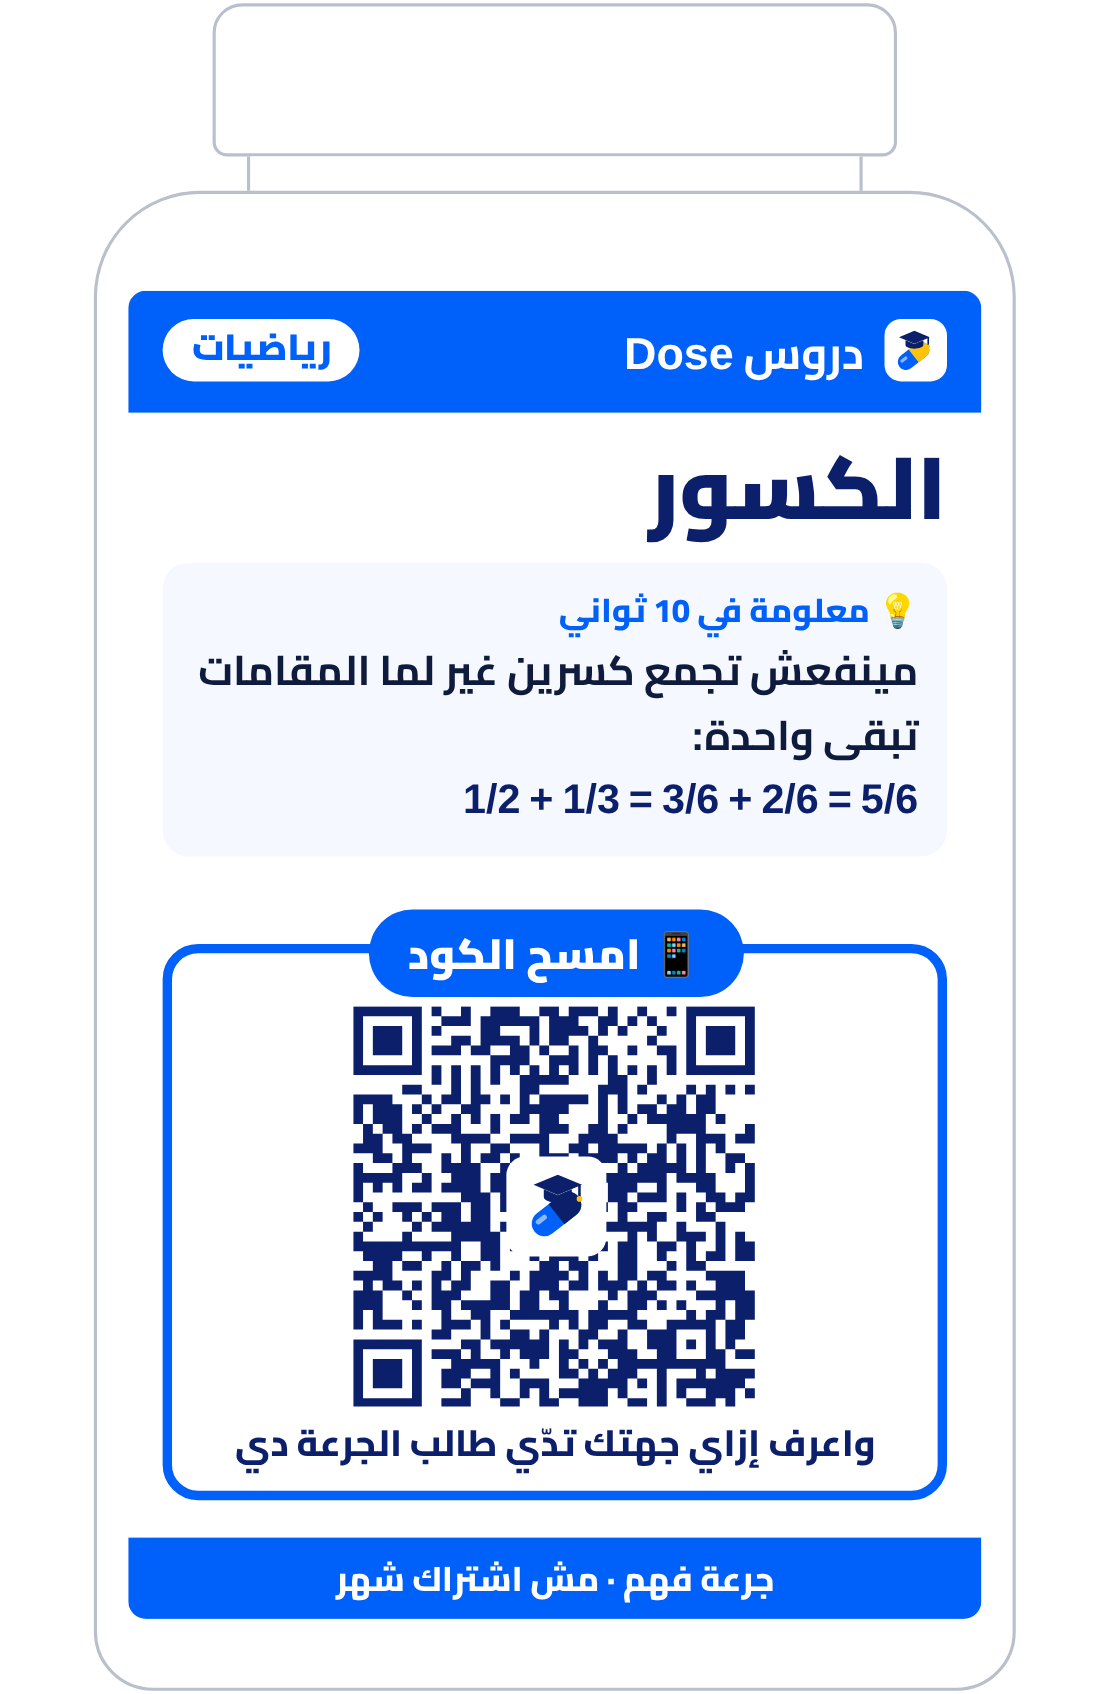 دروس Dose
رياضيات
الكسور
💡 معلومة في 10 ثواني
مينفعش تجمع كسرين غير لما المقامات
تبقى واحدة:
1/2 + 1/3 = 3/6 + 2/6 = 5/6
📱 امسح الكود
واعرف إزاي جهتك تدّي طالب الجرعة دي
جرعة فهم · مش اشتراك شهر